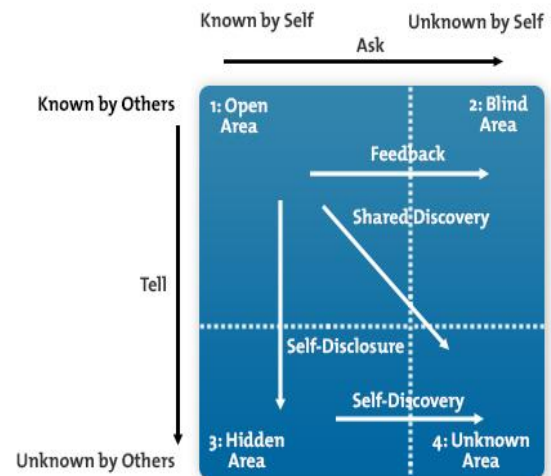 Known by Self
Unknown by Self
Ask
Known by Others
1: Open
Area
2: Blind
Area
Feedback
Shared Discovery
Tell
Self-Disclosure
Self-Discovery
Unknown by Others
3: Hidden
Area
4: Unknown
Area